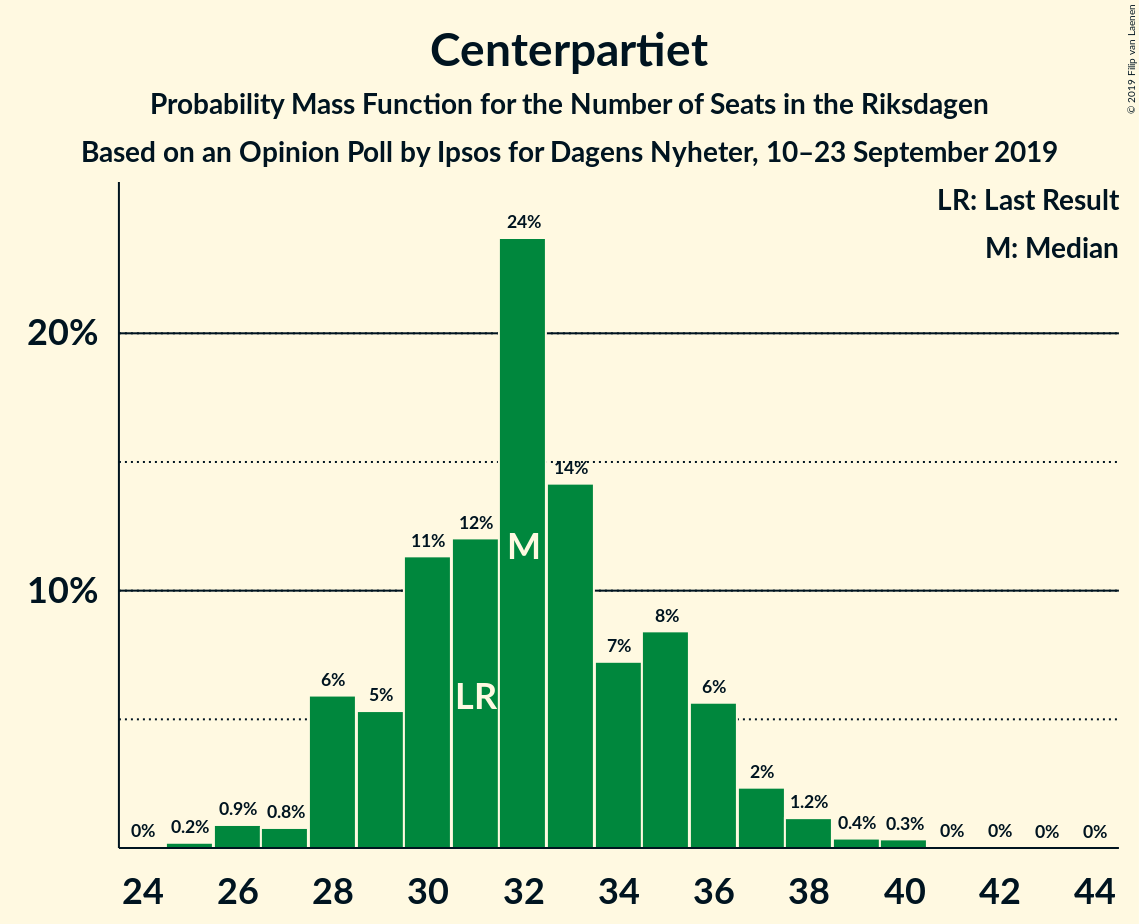 Centerpartiet
Probability Mass Function for the Number of Seats in the Riksdagen
Based on an Opinion Poll by Ipsos for Dagens Nyheter, 10–23 September 2019
© 2019 Filip van Laenen
LR: Last Result
M: Median
20%
10%
0%
0.2%
0.9%
0.8%
6%
5%
11%
12%
24%
14%
7%
8%
6%
2%
1.2%
0.4%
0.3%
0%
0%
0%
0%
LR
M
24 26 28 30 32 34 36 38 40 42 44